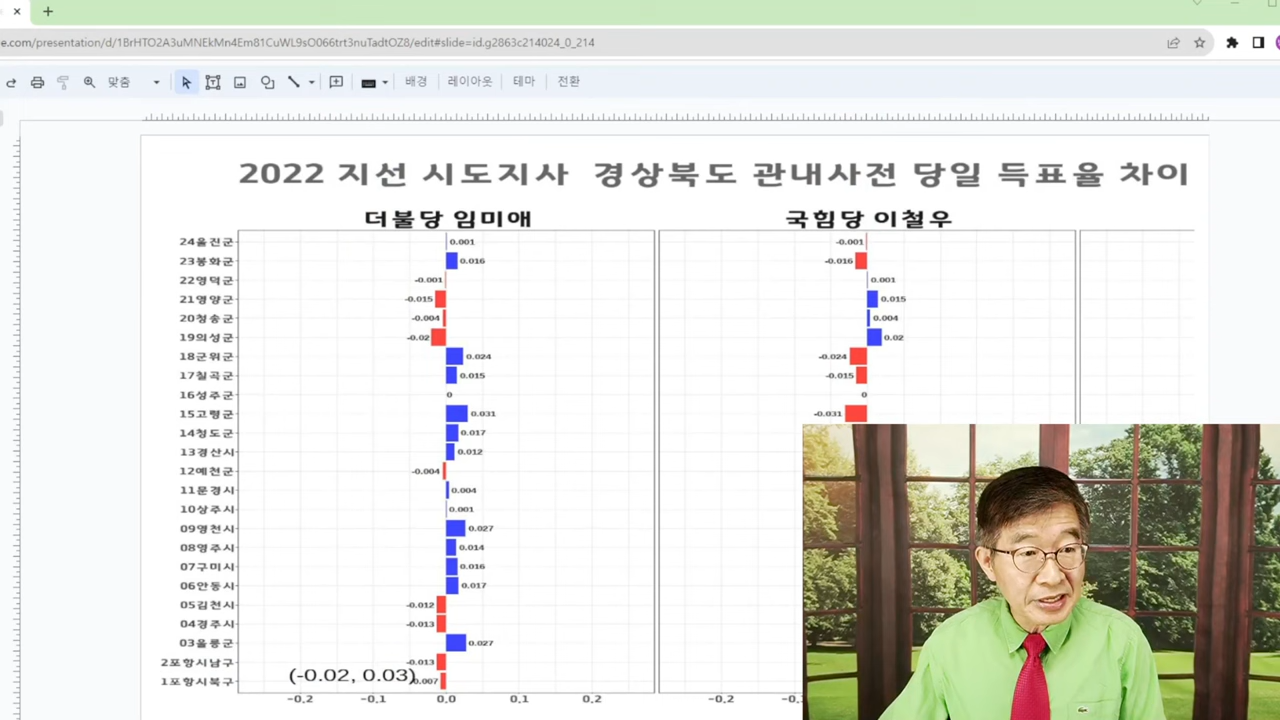 e.com/presentation/d/1BrHTO2A3uMNEkMn4Em81CuWL9sO066trt3nuTadtOZ8/edit#slide=id.g2863c214024_0_214
맞춤 배경 레이아웃 테마 전환
2022 지선 시도지사 경상북도 관내사전 당일 득표율 차이
더불당 임미애 국힘당 이철우
24울진군 0.001 -0.001
23봉화군 0.016 -0.016
22영덕군 -0.001 0.001
21영양군 -0.015 0.015
20청송군 -0.004 0.004
19의성군 -0.02 0.02
18군위군 0.024 -0.024
17칠곡군 0.015 -0.015
16성주군 0 0
15고령군 0.031 -0.031
14청도군 0.017
13경산시 0.012
12예천군 -0.004
11문경시 0.004
10상주시 0.001
09영천시 0.027
08영주시 0.014
07구미시 0.016
06안동시 0.017
05김천시 -0.012
04경주시 -0.013
03울릉군 0.027
2포항시남구 -0.013
1포항시북구 (-0.02, 0.03) 0.007
-0,2 -0,1 0,0 0,1 0,2 -0,2